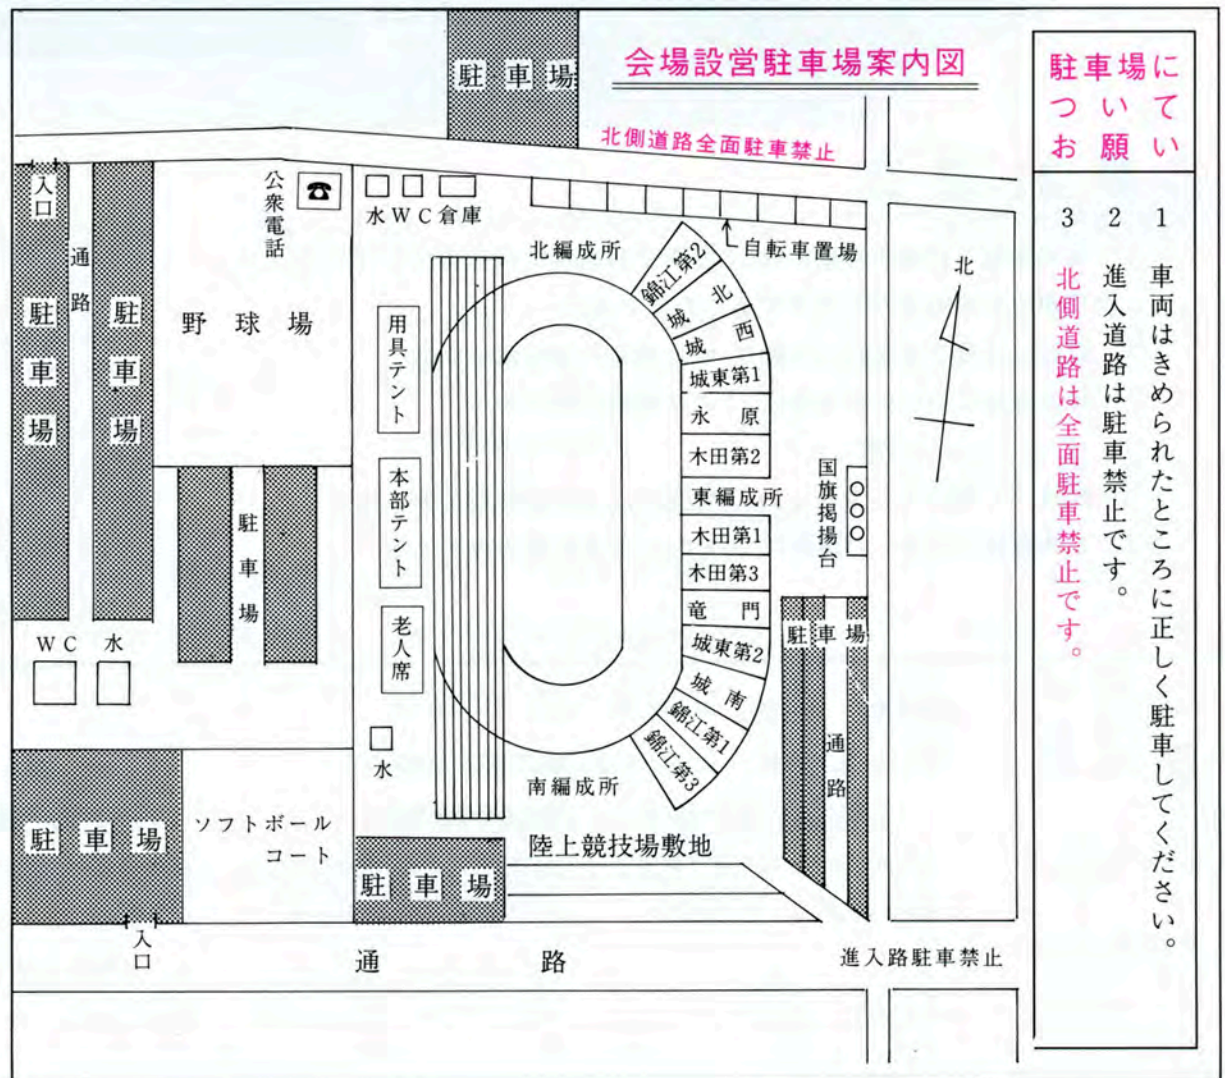 会場設営駐車場案内図
駐車場に
ついて
お願い
1 車両はきめられたところに正しく駐車してください。
2 進入道路は駐車禁止です。
3 北側道路は全面駐車禁止です。
駐車場
北側道路全面駐車禁止
入口
通路
駐車場
駐車場
公衆電話
水
WC
倉庫
自転車置場
北
野球場
北編成所
用具テント
本部テント
老人席
錦江第2
城北
城西
城東第1
永原
木田第2
東編成所
木田第1
木田第3
竜門
城東第2
城南
錦江第1
錦江第3
国旗掲揚台
駐車場
駐車場
通路
WC
水
水
南編成所
駐車場
ソフトボール
コート
陸上競技場敷地
駐車場
入口
通路
進入路駐車禁止